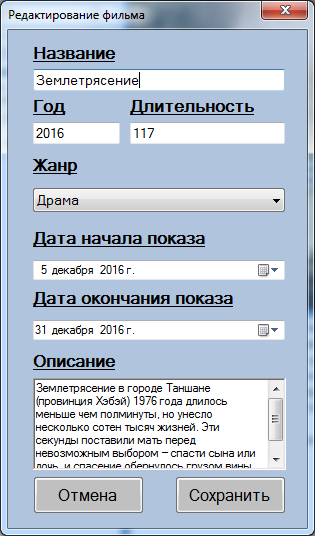 Редактирование фильма
Название
Землетрясение
Год Длительность
2016 117
Жанр
Драма
Дата начала показа
5 декабря 2016 г.
Дата окончания показа
31 декабря 2016 г.
Описание
Землетрясение в городе Таншане
(провинция Хэбэй) 1976 года длилось
меньше чем полминуты, но унесло
несколько сотен тысяч жизней. Эти
секунды поставили мать перед
невозможным выбором – спасти сына или
дочь, и спасение обернулось грузом вины
Отмена Сохранить